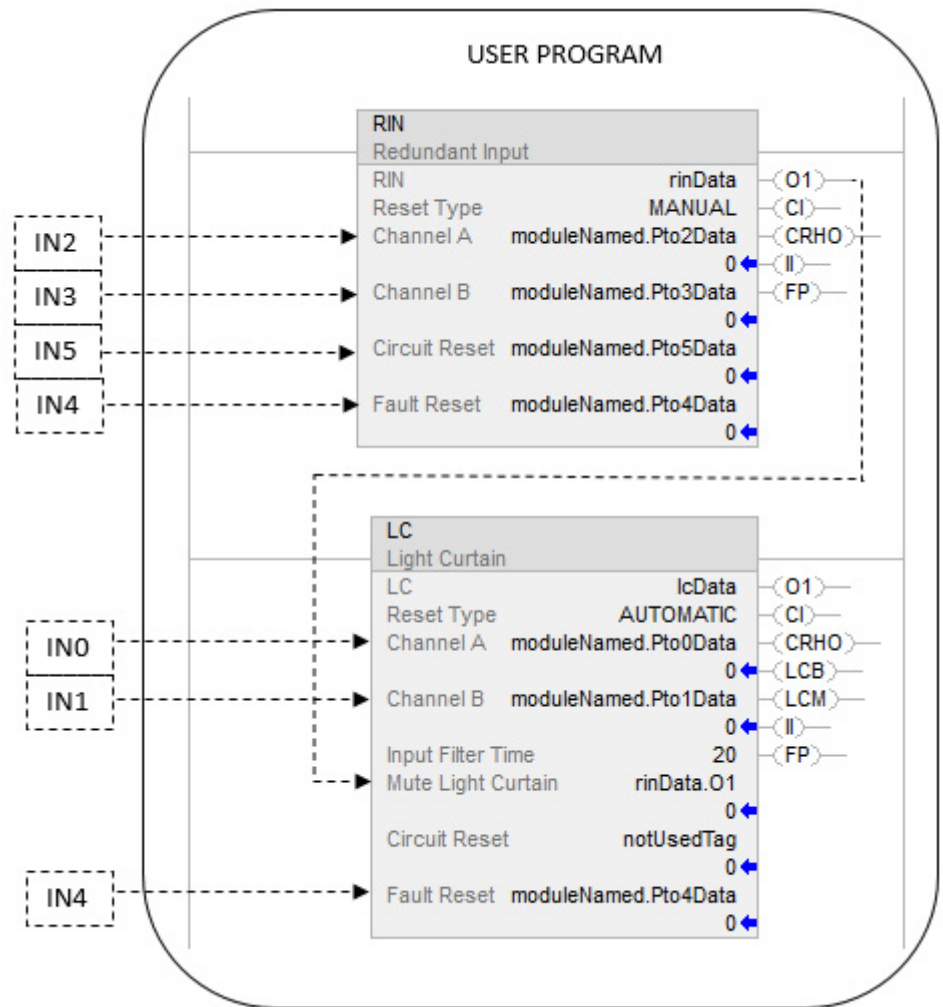 USER PROGRAM
RIN
Redundant Input
RIN rinData O1
Reset Type MANUAL CI
IN2 Channel A moduleNamed.Pto2Data CRHO
0 II
IN3 Channel B moduleNamed.Pto3Data FP
0
IN5 Circuit Reset moduleNamed.Pto5Data
0
IN4 Fault Reset moduleNamed.Pto4Data
0
LC
Light Curtain
LC lcData O1
Reset Type AUTOMATIC CI
IN0 Channel A moduleNamed.Pto0Data CRHO
0 LCB
IN1 Channel B moduleNamed.Pto1Data LCM
0 II
Input Filter Time 20 FP
Mute Light Curtain rinData.O1
0
Circuit Reset notUsedTag
0
IN4 Fault Reset moduleNamed.Pto4Data
0